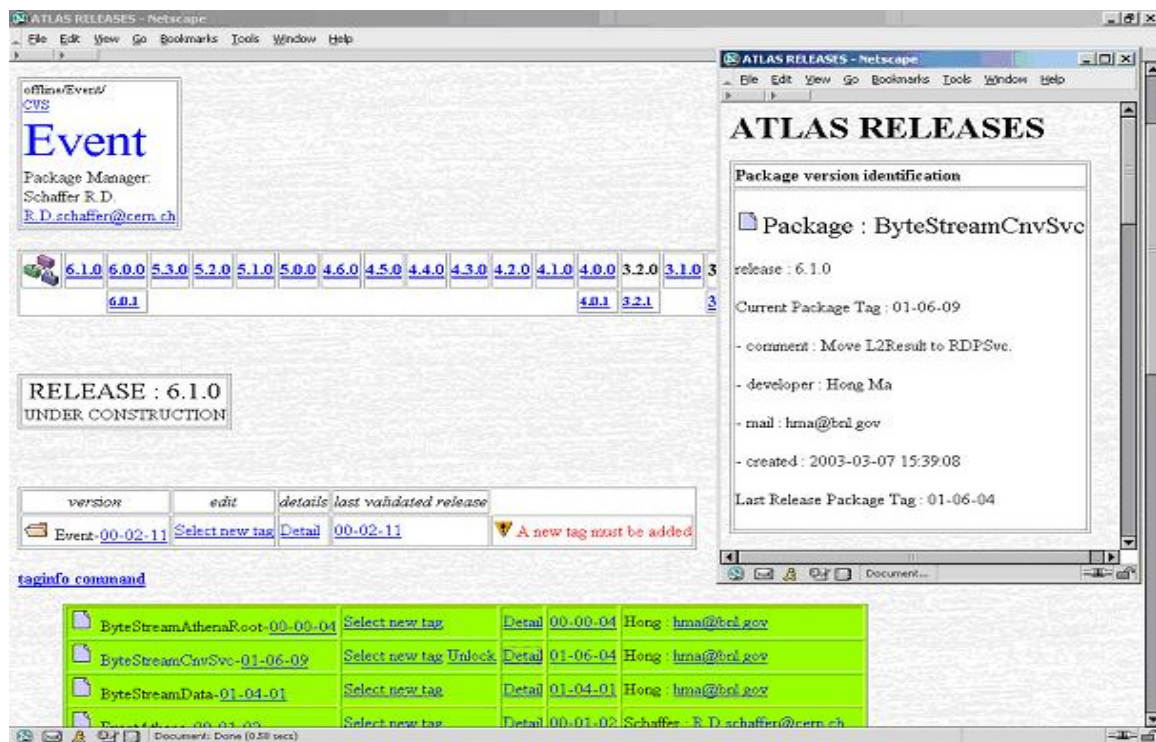 ATLAS RELEASES - Netscape
File Edit View Go Bookmarks Tools Window Help
offline/Event/
CVS
Event
Package Manager:
Schaffer R.D.
R.D.schaffer@cern.ch
6.1.0 6.0.0 5.3.0 5.2.0 5.1.0 5.0.0 4.6.0 4.5.0 4.4.0 4.3.0 4.2.0 4.1.0 4.0.0 3.2.0 3.1.0 3
6.0.1 4.0.1 3.2.1 3
RELEASE : 6.1.0
UNDER CONSTRUCTION
version edit details last validated release
Event-00-02-11 Select new tag Detail 00-02-11 A new tag must be added
taginfo command
ByteStreamAthenaRoot-00-00-04 Select new tag Detail 00-00-04 Hong : hma@bnl.gov
ByteStreamCnvSvc-01-06-09 Select new tag Unlock Detail 01-06-04 Hong : hma@bnl.gov
ByteStreamData-01-04-01 Select new tag Detail 01-04-01 Hong : hma@bnl.gov
EventAthena-00-01-02 Select new tag Detail 00-01-02 Schaffer : R.D.schaffer@cern.ch
Document: Done (0.58 secs)
ATLAS RELEASES - Netscape
File Edit View Go Bookmarks Tools Window Help
ATLAS RELEASES
Package version identification
Package : ByteStreamCnvSvc
release : 6.1.0
Current Package Tag : 01-06-09
- comment : Move L2Result to RDPSvc.
- developer : Hong Ma
- mail : hma@bnl.gov
- created : 2003-03-07 15:39:08
Last Release Package Tag : 01-06-04
Document...